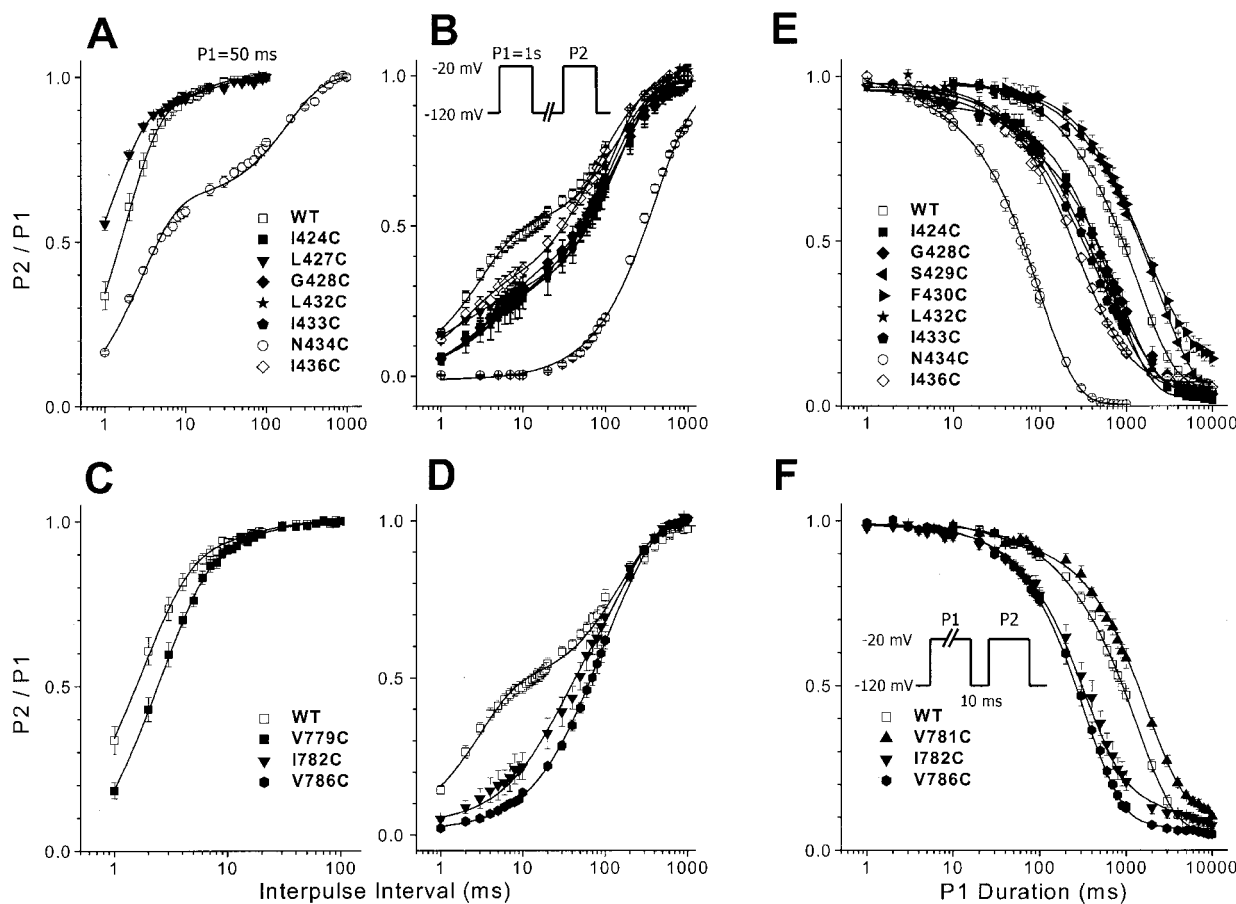 A
P1=50 ms
1.0
0.5
0.0
P2 / P1
1
10
100
1000
WT
I424C
L427C
G428C
L432C
I433C
N434C
I436C
B
P1=1s
P2
-20 mV
-120 mV
1.0
0.5
0.0
1
10
100
1000
E
1.0
0.5
0.0
1
10
100
1000
10000
WT
I424C
G428C
S429C
F430C
L432C
I433C
N434C
I436C
C
1.0
0.5
0.0
P2 / P1
1
10
100
WT
V779C
I782C
V786C
D
1.0
0.5
0.0
1
10
100
1000
Interpulse Interval (ms)
F
1.0
0.5
0.0
P1
P2
-20 mV
-120 mV
10 ms
WT
V781C
I782C
V786C
1
10
100
1000
10000
P1 Duration (ms)